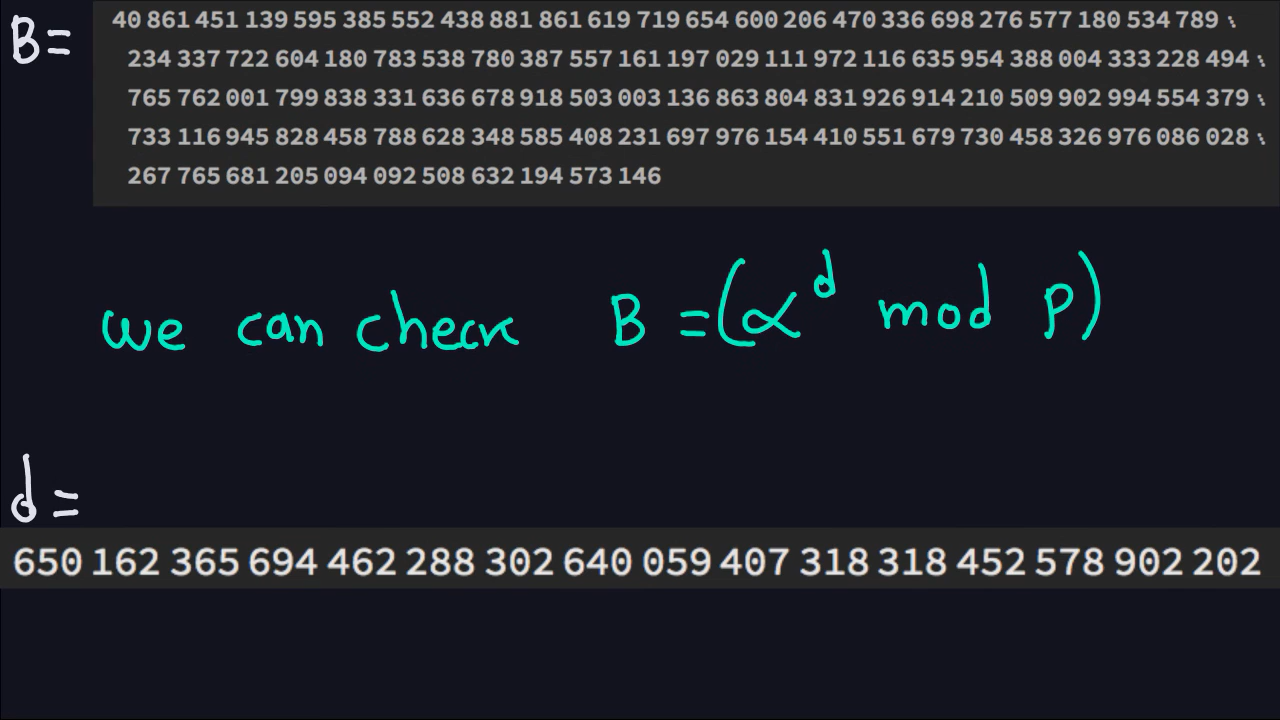 B= 40 861 451 139 595 385 552 438 881 861 619 719 654 600 206 470 336 698 276 577 180 534 789 \
234 337 722 604 180 783 538 780 387 557 161 197 029 111 972 116 635 954 388 004 333 228 494 \
765 762 001 799 838 331 636 678 918 503 003 136 863 804 831 926 914 210 509 902 994 554 379 \
733 116 945 828 458 788 628 348 585 408 231 697 976 154 410 551 679 730 458 326 976 086 028 \
267 765 681 205 094 092 508 632 194 573 146
we can check B =(α^d mod P)
d=
650 162 365 694 462 288 302 640 059 407 318 318 452 578 902 202